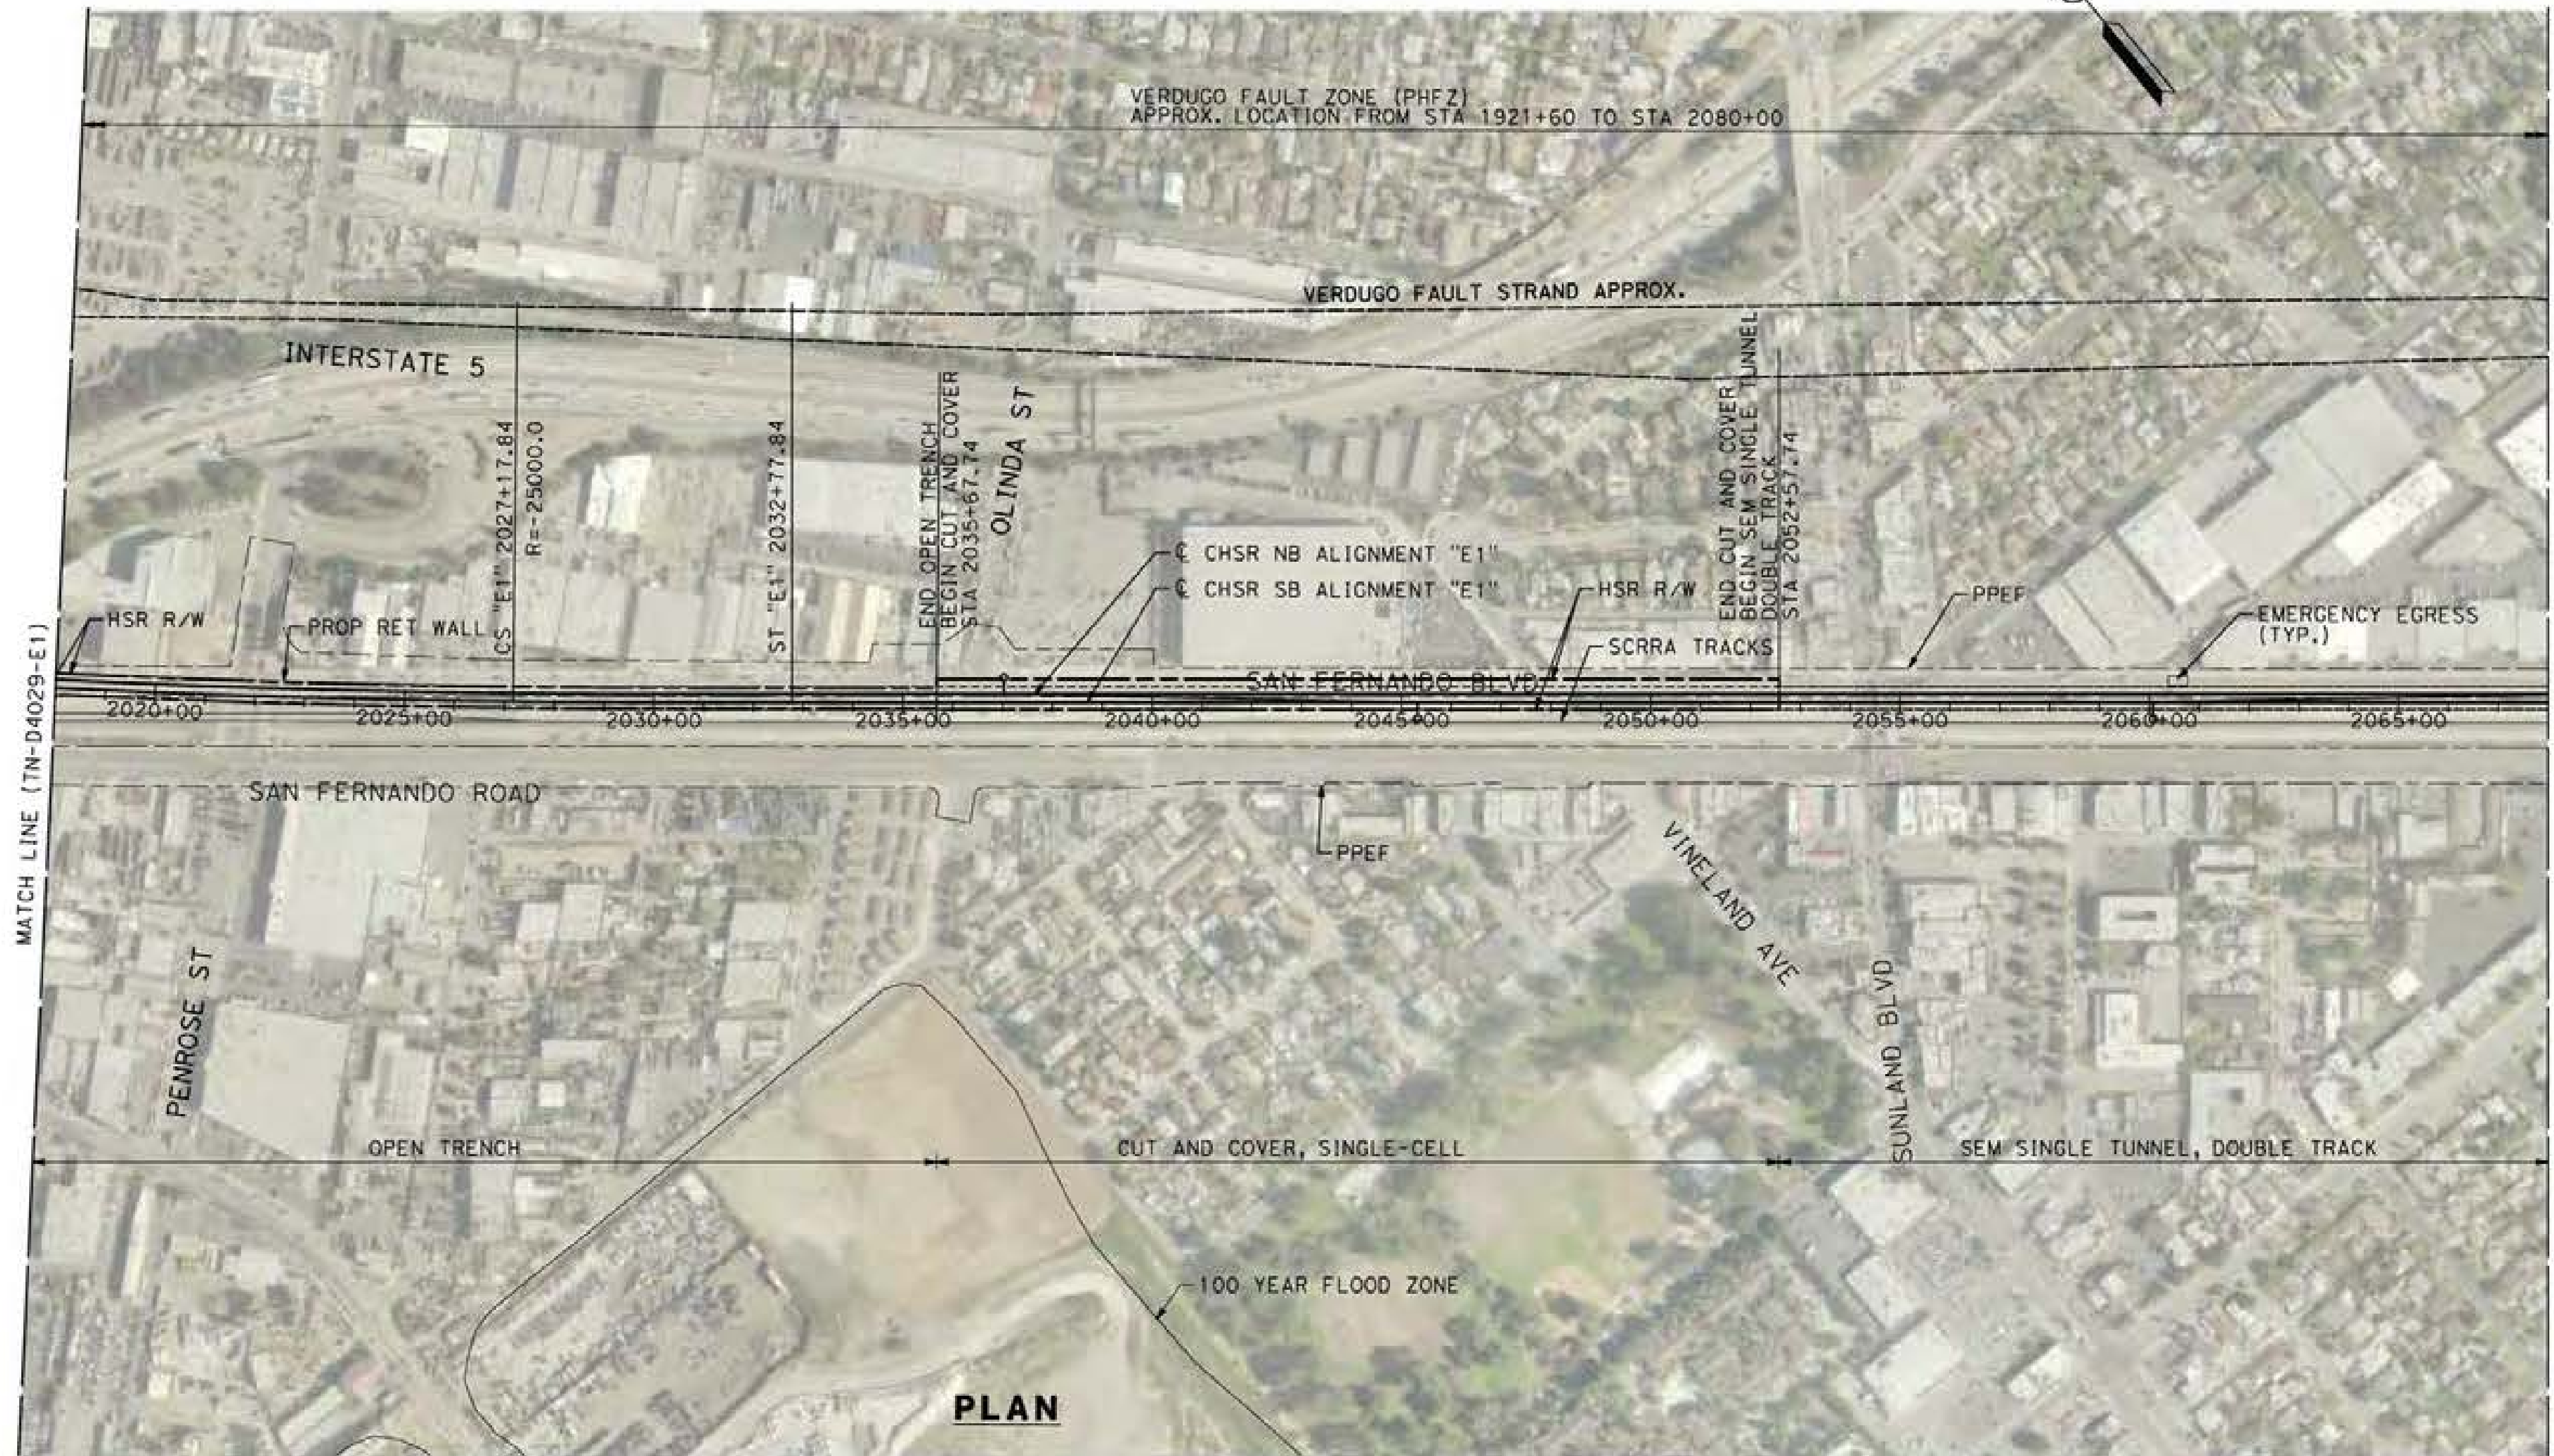 VERDUGO FAULT ZONE (PHFZ)
APPROX. LOCATION FROM STA 1921+60 TO STA 2080+00
VERDUGO FAULT STRAND APPROX.
INTERSTATE 5
CS "E1" 2027+17.84
R=-25000.0
ST "E1" 2032+77.84
END OPEN TRENCH
BEGIN CUT AND COVER
STA 2035+67.74
OLINDA ST
℄ CHSR NB ALIGNMENT "E1"
℄ CHSR SB ALIGNMENT "E1"
END CUT AND COVER
BEGIN SEM SINGLE TUNNEL
DOUBLE TRACK
STA 2052+57.74
HSR R/W
PROP RET WALL
HSR R/W
SCRRA TRACKS
PPEF
EMERGENCY EGRESS
(TYP.)
SAN FERNANDO BLVD
2020+00
2025+00
2030+00
2035+00
2040+00
2045+00
2050+00
2055+00
2060+00
2065+00
MATCH LINE (TN-D4029-E1)
SAN FERNANDO ROAD
PPEF
VINELAND AVE
PENROSE ST
SUNLAND BLVD
OPEN TRENCH
CUT AND COVER, SINGLE-CELL
SEM SINGLE TUNNEL, DOUBLE TRACK
100 YEAR FLOOD ZONE
PLAN